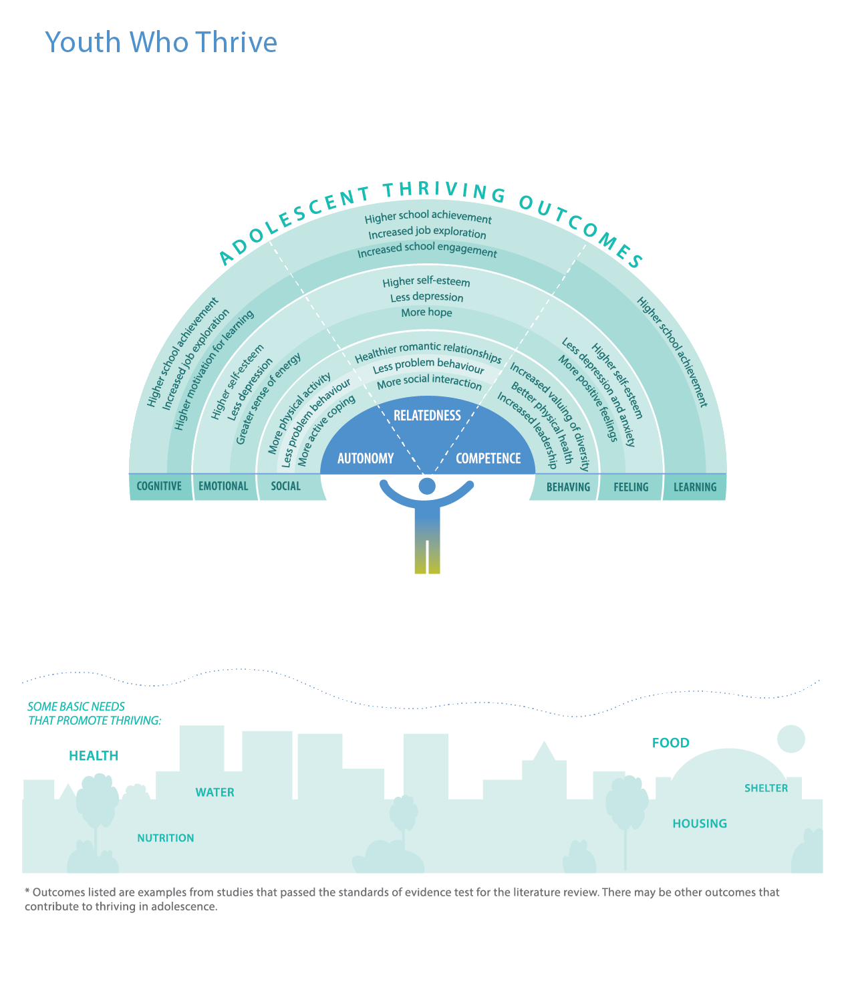 Youth Who Thrive
ADOLESCENT THRIVING OUTCOMES
Higher school achievement
Increased job exploration
Higher motivation for learning
Higher self-esteem
Less depression
Greater sense of energy
More physical activity
Less problem behaviour
More active coping
Higher school achievement
Increased job exploration
Increased school engagement
Higher self-esteem
Less depression
More hope
Healthier romantic relationships
Less problem behaviour
More social interaction
Higher school achievement
Higher self-esteem
Less depression and anxiety
More positive feelings
Increased valuing of diversity
Better physical health
Increased leadership
RELATEDNESS
AUTONOMY
COMPETENCE
COGNITIVE
EMOTIONAL
SOCIAL
BEHAVING
FEELING
LEARNING
SOME BASIC NEEDS
THAT PROMOTE THRIVING:
HEALTH
FOOD
WATER
SHELTER
NUTRITION
HOUSING
* Outcomes listed are examples from studies that passed the standards of evidence test for the literature review. There may be other outcomes that
contribute to thriving in adolescence.